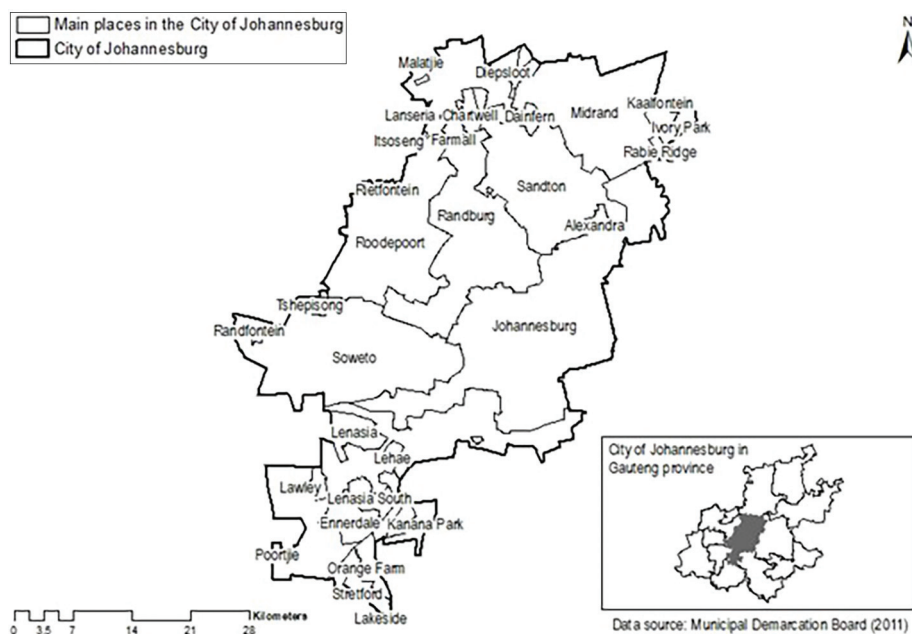 Main places in the City of Johannesburg
City of Johannesburg
N
Malatjie
Diepsloot
Kaalfontein
Midrand
Lanseria
Chartwell
Dainfern
Ivory Park
Itsoseng
Farmall
Rabie Ridge
Rietfontein
Sandton
Randburg
Alexandra
Roodepoort
Tshepisong
Randfontein
Johannesburg
Soweto
Lenasia
Lehae
Lawley
Lenasia South
Ennerdale
Kanana Park
Poortjie
Orange Farm
Stretford
Lakeside
City of Johannesburg in
Gauteng province
Kilometers
0 3.5 7 14 21 28
Data source: Municipal Demarcation Board (2011)